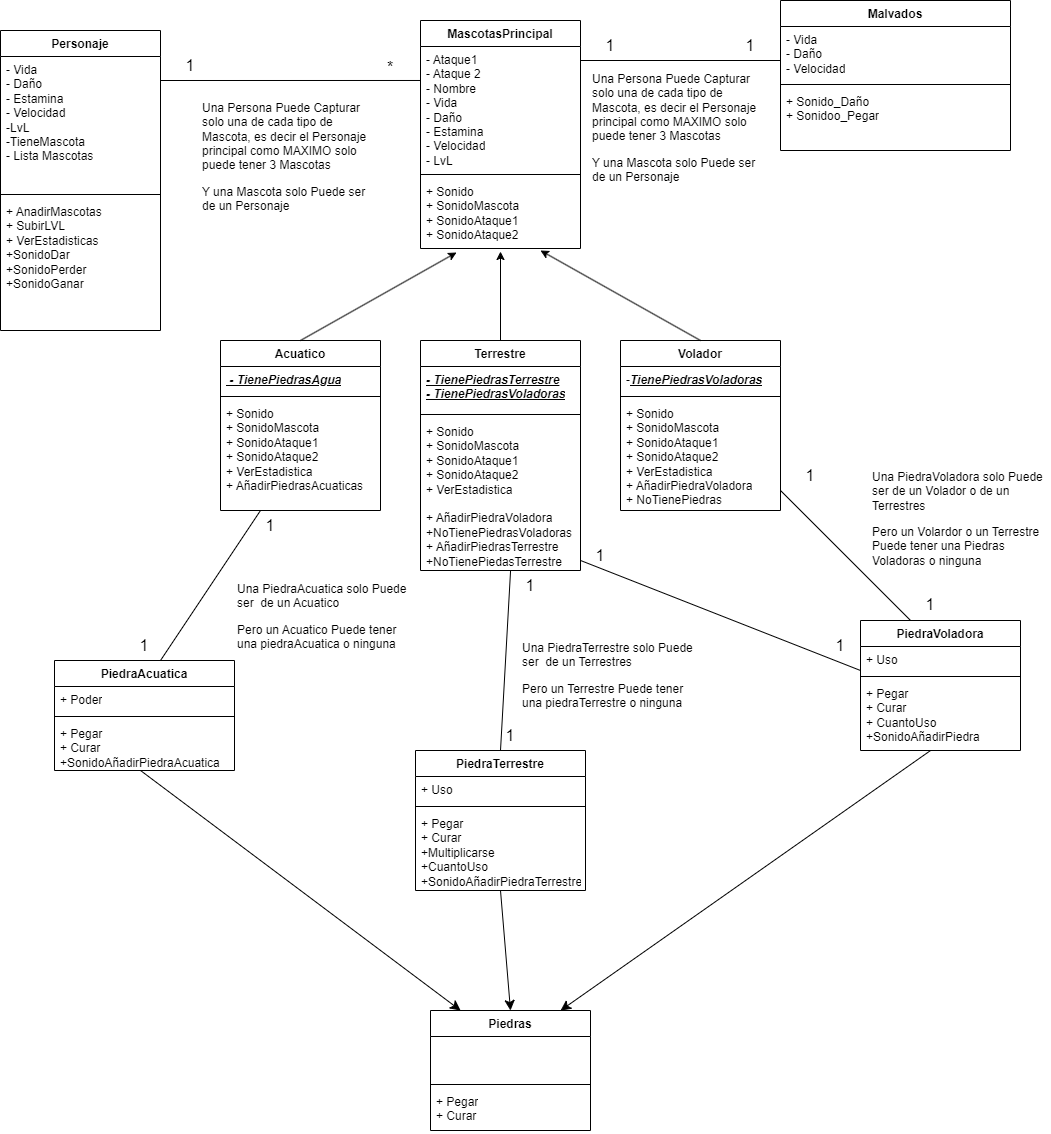 Personaje
- Vida
- Daño
- Estamina
- Velocidad
-LvL
-TieneMascota
- Lista Mascotas
+ AnadirMascotas
+ SubirLVL
+ VerEstadisticas
+SonidoDar
+SonidoPerder
+SonidoGanar
1
*
Una Persona Puede Capturar
solo una de cada tipo de
Mascota, es decir el Personaje
principal como MAXIMO solo
puede tener 3 Mascotas
Y una Mascota solo Puede ser
de un Personaje
MascotasPrincipal
- Ataque1
- Ataque 2
- Nombre
- Vida
- Daño
- Estamina
- Velocidad
- LvL
+ Sonido
+ SonidoMascota
+ SonidoAtaque1
+ SonidoAtaque2
1
1
Una Persona Puede Capturar
solo una de cada tipo de
Mascota, es decir el Personaje
principal como MAXIMO solo
puede tener 3 Mascotas
Y una Mascota solo Puede ser
de un Personaje
Malvados
- Vida
- Daño
- Velocidad
+ Sonido_Daño
+ Sonidoo_Pegar
Acuatico
- TienePiedrasAgua
+ Sonido
+ SonidoMascota
+ SonidoAtaque1
+ SonidoAtaque2
+ VerEstadistica
+ AñadirPiedrasAcuaticas
Terrestre
- TienePiedrasTerrestre
- TienePiedrasVoladoras
+ Sonido
+ SonidoMascota
+ SonidoAtaque1
+ SonidoAtaque2
+ VerEstadistica
+ AñadirPiedraVoladora
+NoTienePiedrasVoladoras
+ AñadirPiedrasTerrestre
+NoTienePiedasTerrestre
Volador
-TienePiedrasVoladoras
+ Sonido
+ SonidoMascota
+ SonidoAtaque1
+ SonidoAtaque2
+ VerEstadistica
+ AñadirPiedraVoladora
+ NoTienePiedras
1
Una PiedraVoladora solo Puede
ser de un Volador o de un
Terrestres
Pero un Volardor o un Terrestre
Puede tener una Piedras
Voladoras o ninguna
1
1
Una PiedraAcuatica solo Puede
ser  de un Acuatico
Pero un Acuatico Puede tener
una piedraAcuatica o ninguna
1
1
Una PiedraTerrestre solo Puede
ser  de un Terrestres
Pero un Terrestre Puede tener
una piedraTerrestre o ninguna
1
1
1
PiedraAcuatica
+ Poder
+ Pegar
+ Curar
+SonidoAñadirPiedraAcuatica
PiedraTerrestre
+ Uso
+ Pegar
+ Curar
+Multiplicarse
+CuantoUso
+SonidoAñadirPiedraTerrestre
PiedraVoladora
+ Uso
+ Pegar
+ Curar
+ CuantoUso
+SonidoAñadirPiedra
Piedras
+ Pegar
+ Curar